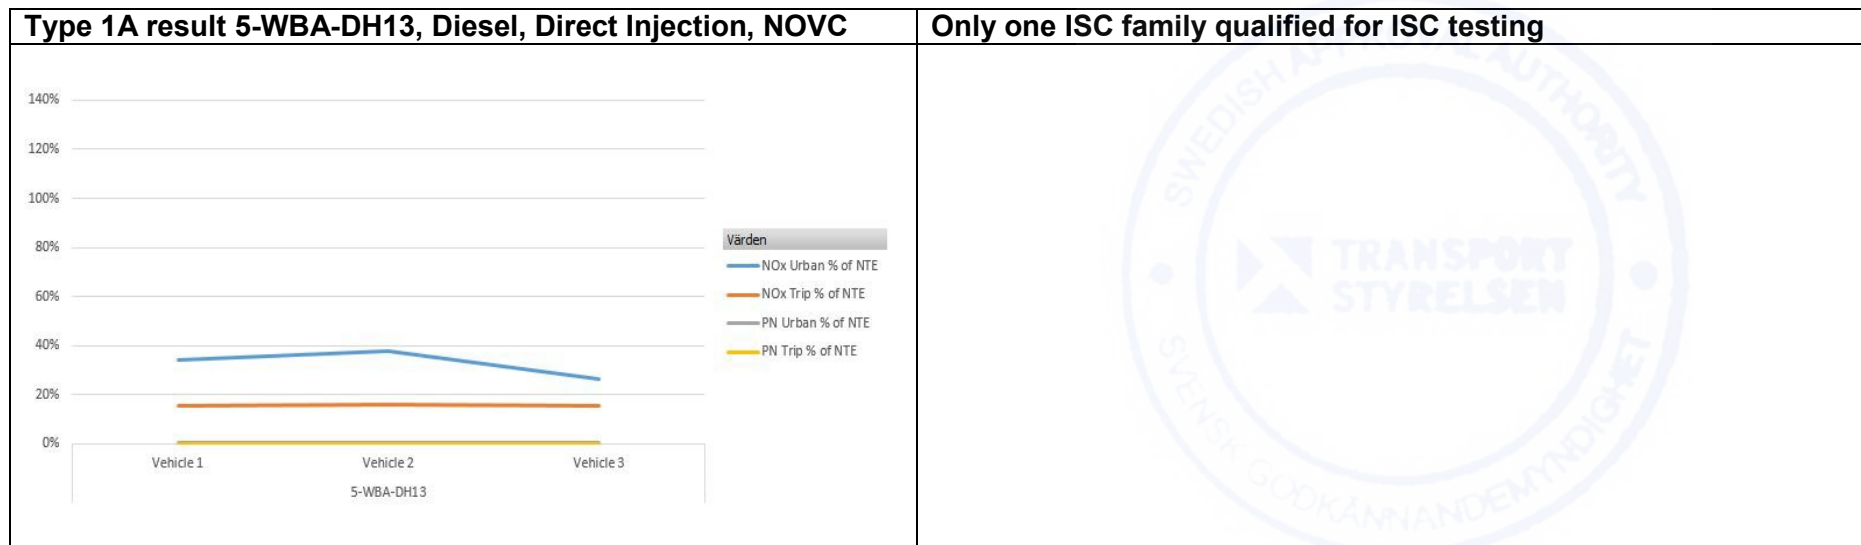 Type 1A result 5-WBA-DH13, Diesel, Direct Injection, NOVC
Only one ISC family qualified for ISC testing
140%
120%
100%
80%
60%
40%
20%
0%
Vehicle 1
Vehicle 2
Vehicle 3
5-WBA-DH13
Värden
NOx Urban % of NTE
NOx Trip % of NTE
PN Urban % of NTE
PN Trip % of NTE
SWEDISH APPROVAL AUTHORITY
TRANSPORT
STYRELSEN
SVENSK GODKÄNNANDEMYNDIGHET